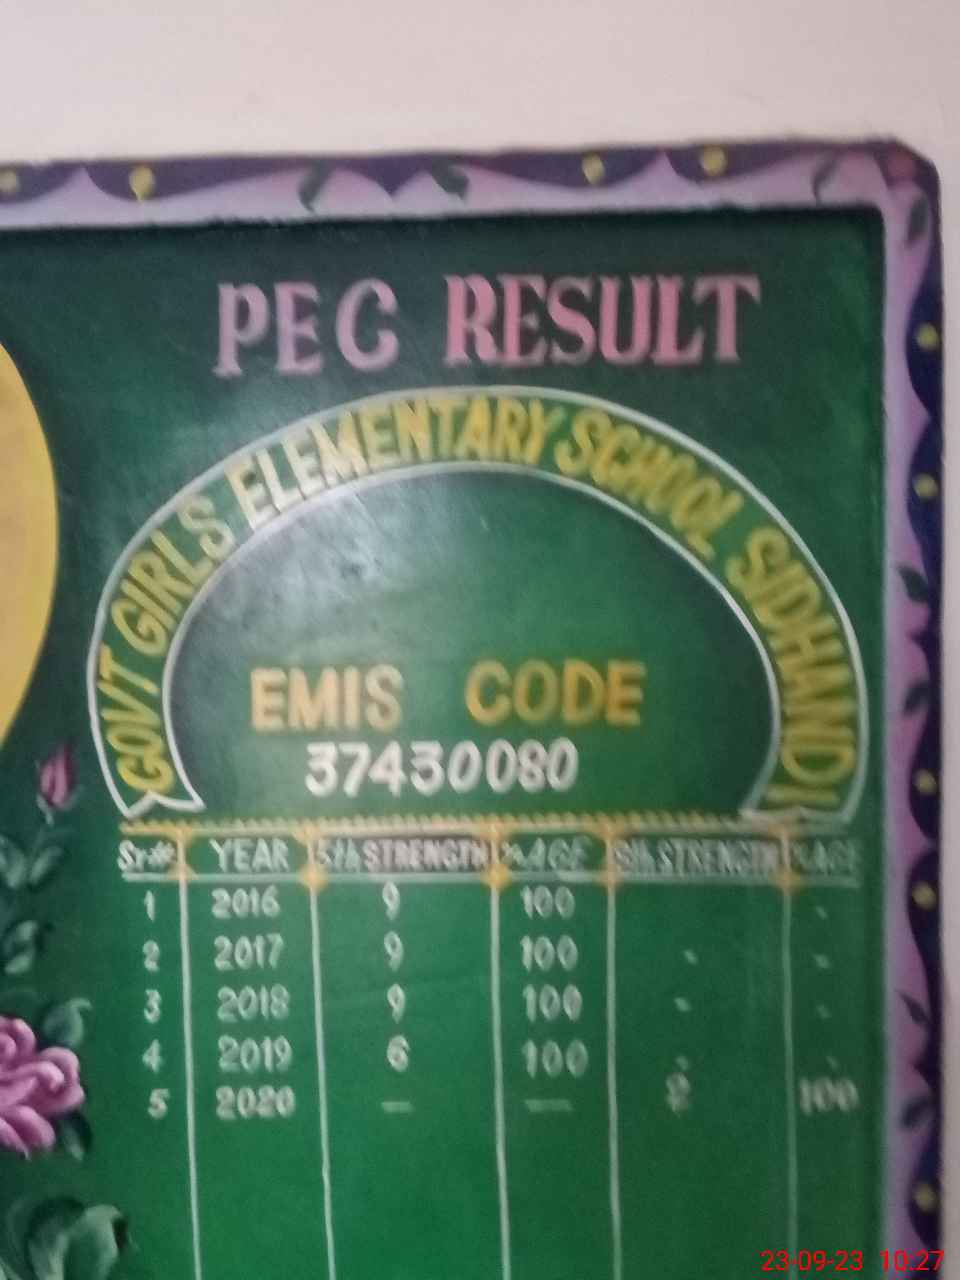 PEC RESULT
GOVT GIRLS ELEMENTARY SCHOOL SIDHANDI
EMIS CODE
37430080
Sr# YEAR 5th STRENGTH %AGE 8th STRENGTH %AGE
1 2016 9 100 - -
2 2017 9 100 - -
3 2018 9 100 - -
4 2019 6 100 - -
5 2020 — — 2 100
23-09-23 10:27